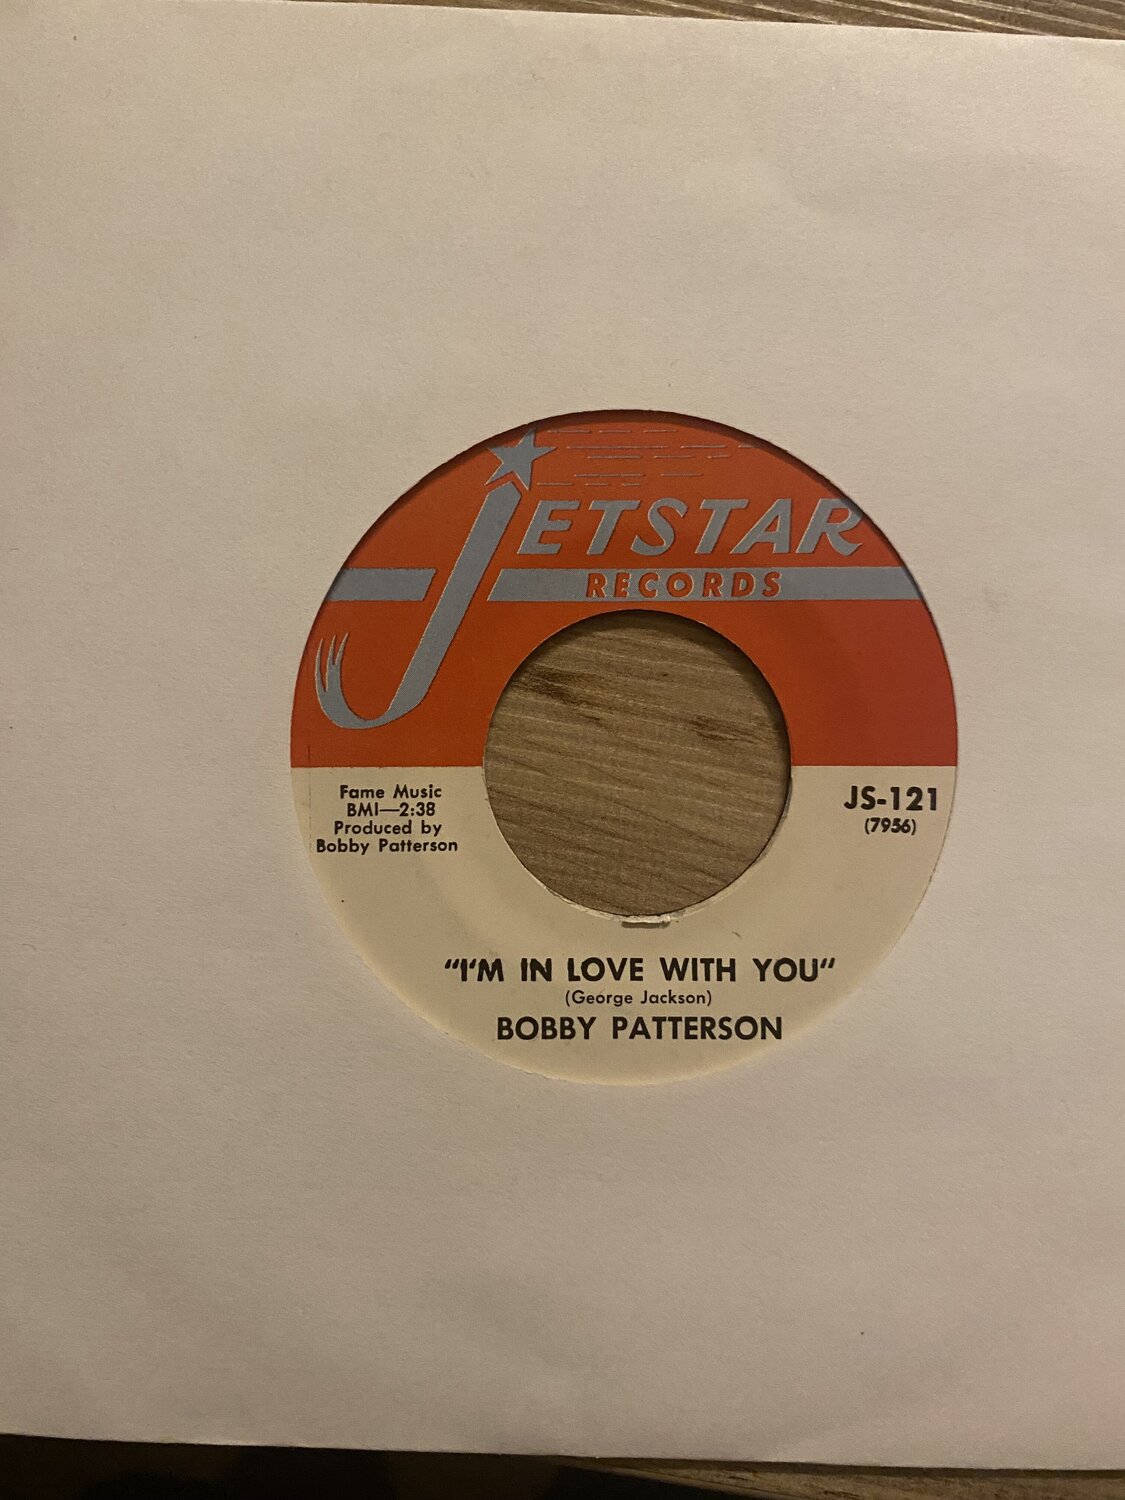 JETSTAR
RECORDS
Fame Music
BMI—2:38
Produced by
Bobby Patterson
JS-121
(7956)
"I'M IN LOVE WITH YOU"
(George Jackson)
BOBBY PATTERSON